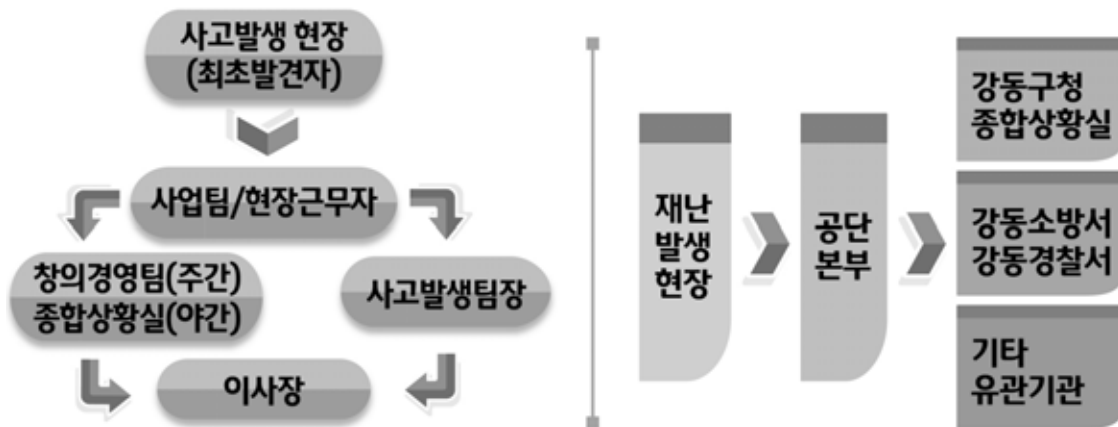 사고발생 현장
(최초발견자)
사업팀/현장근무자
창의경영팀(주간)
종합상황실(야간)
사고발생팀장
이사장
재난
발생
현장
공단
본부
강동구청
종합상황실
강동소방서
강동경찰서
기타
유관기관